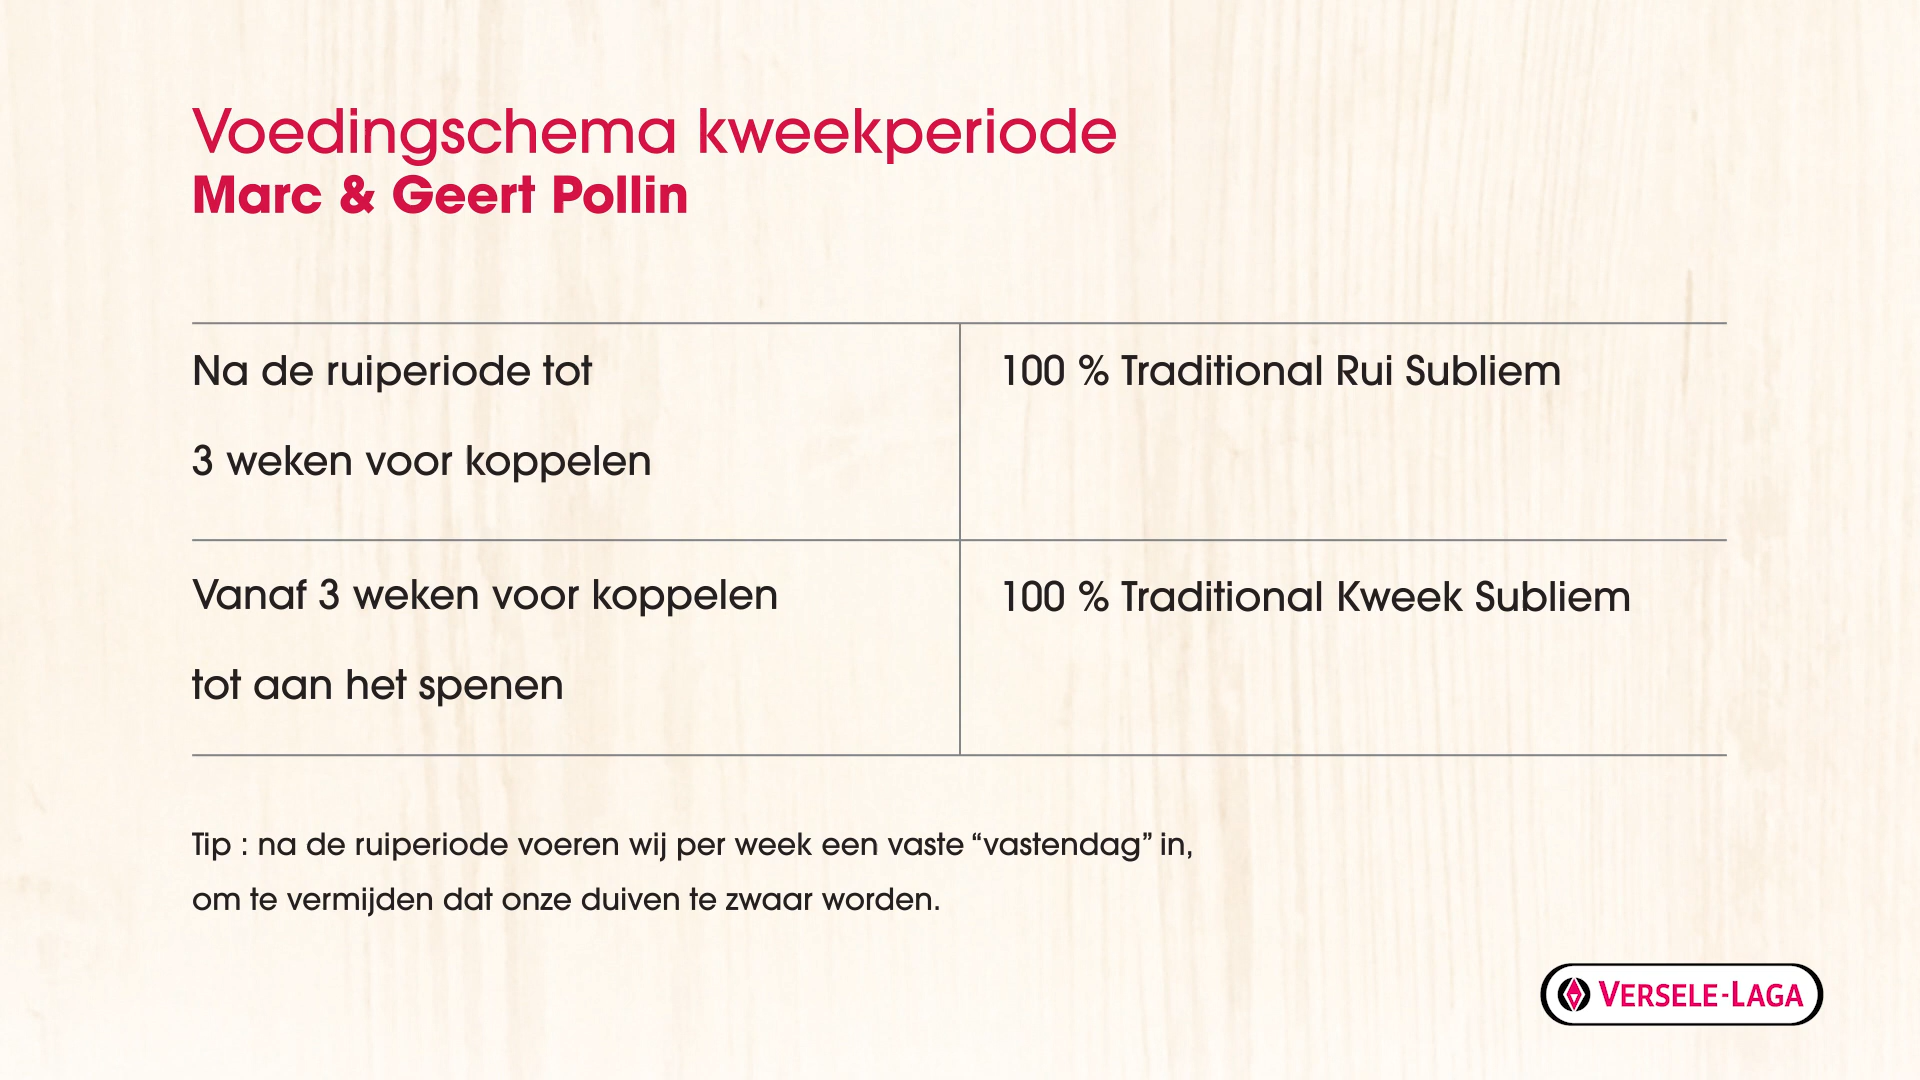 Voedingschema kweekperiode
Marc & Geert Pollin
Na de ruiperiode tot
3 weken voor koppelen
100 % Traditional Rui Subliem
Vanaf 3 weken voor koppelen
tot aan het spenen
100 % Traditional Kweek Subliem
Tip : na de ruiperiode voeren wij per week een vaste “vastendag” in,
om te vermijden dat onze duiven te zwaar worden.
VERSELE-LAGA